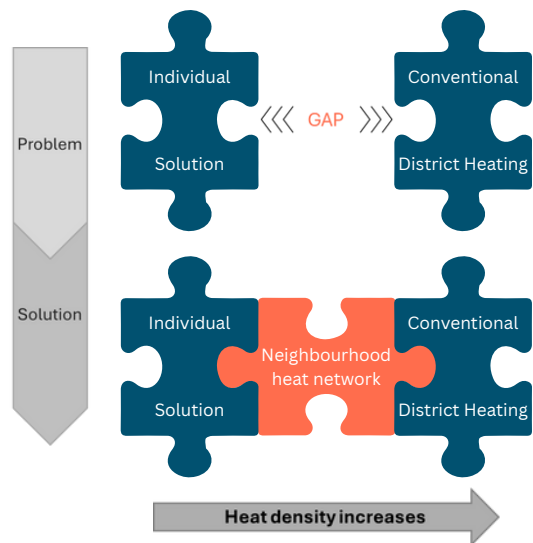 Problem
Individual
Solution
GAP
Conventional
District Heating
Solution
Individual
Solution
Neighbourhood
heat network
Conventional
District Heating
Heat density increases